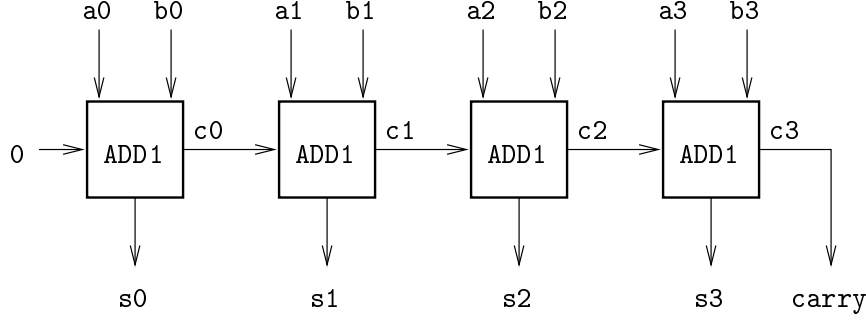 a0 b0 a1 b1 a2 b2 a3 b3
c0 c1 c2 c3
0 ADD1 ADD1 ADD1 ADD1
s0 s1 s2 s3 carry